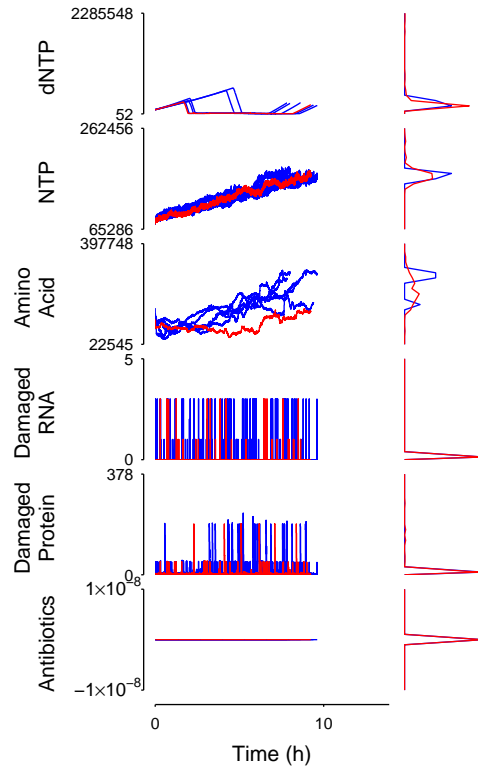 2285548
dNTP
52
262456
NTP
65286
397748
Amino
Acid
22545
5
Damaged
RNA
0
378
Damaged
Protein
0
1×10⁻⁸
Antibiotics
−1×10⁻⁸
0 10
Time (h)